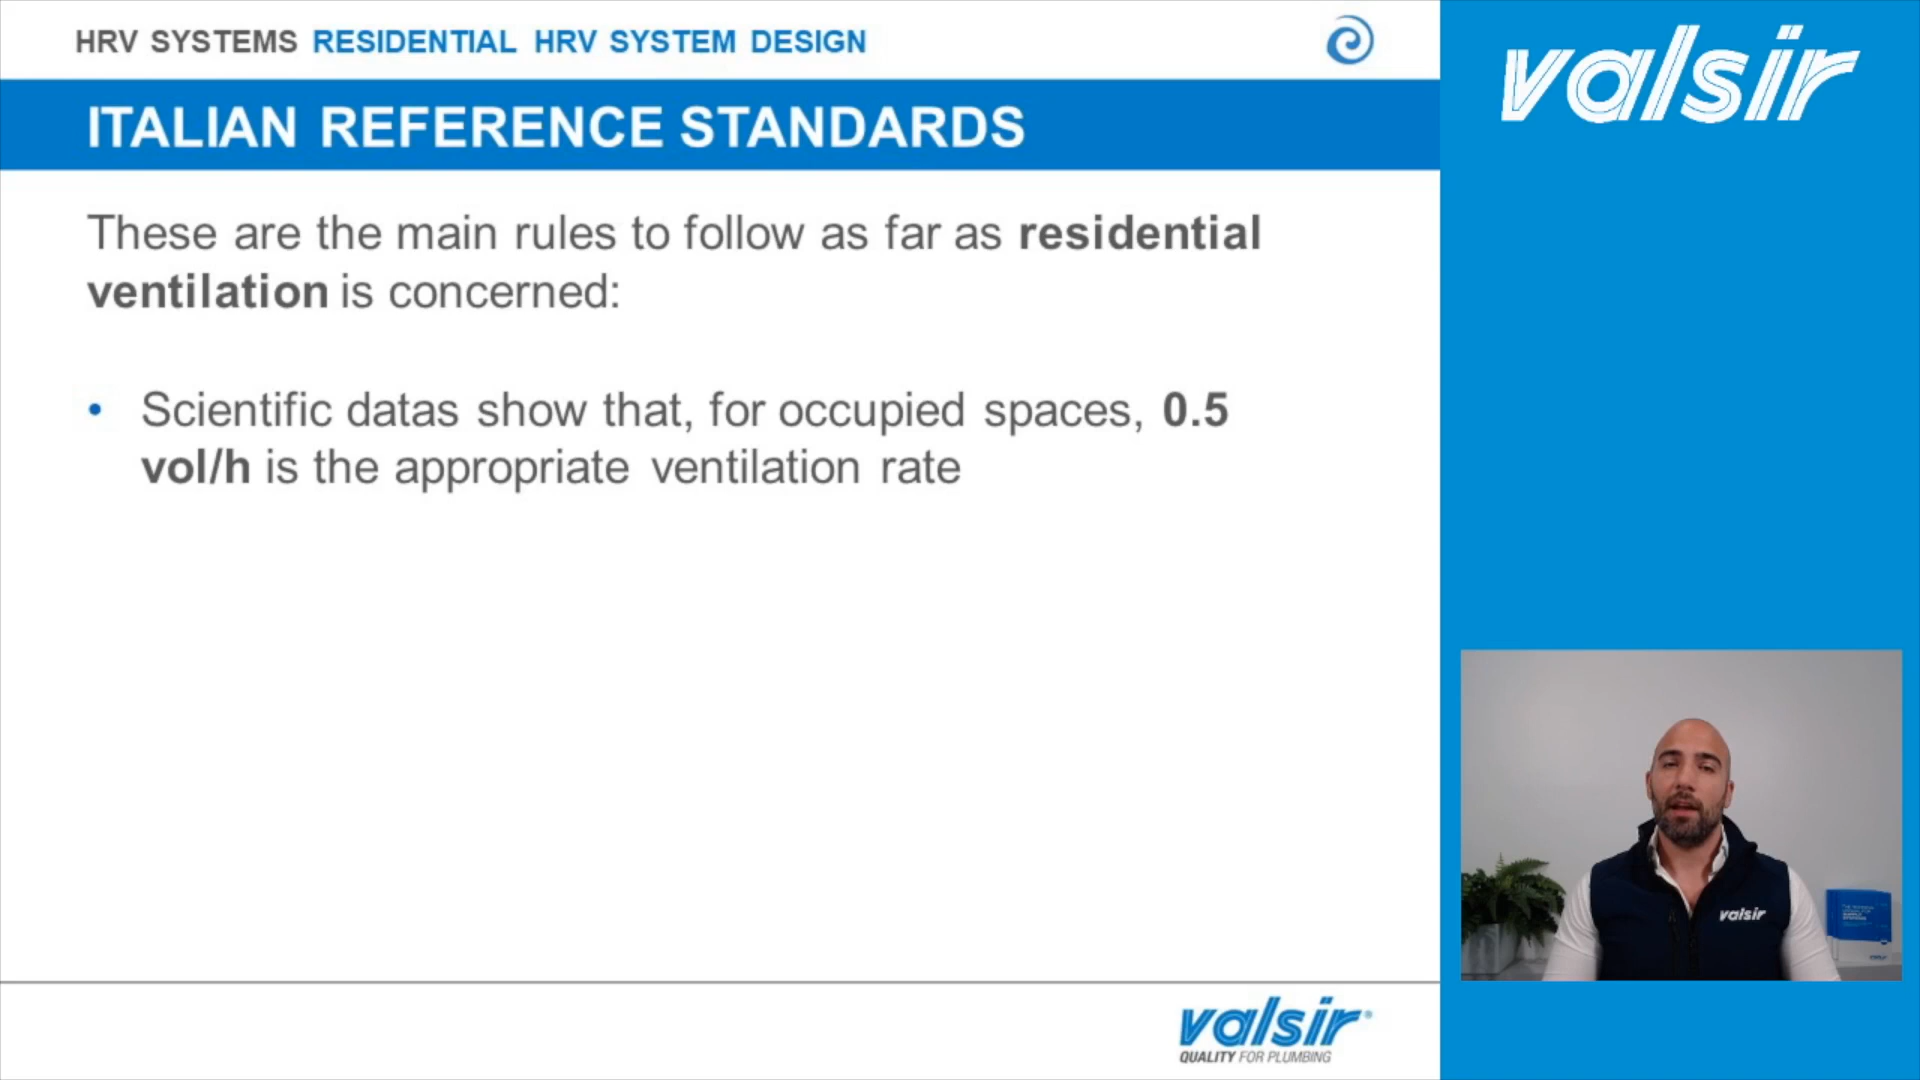 HRV SYSTEMS RESIDENTIAL HRV SYSTEM DESIGN
valsir
ITALIAN REFERENCE STANDARDS
These are the main rules to follow as far as residential
ventilation is concerned:
• Scientific datas show that, for occupied spaces, 0.5
vol/h is the appropriate ventilation rate
valsir
valsir®
QUALITY FOR PLUMBING